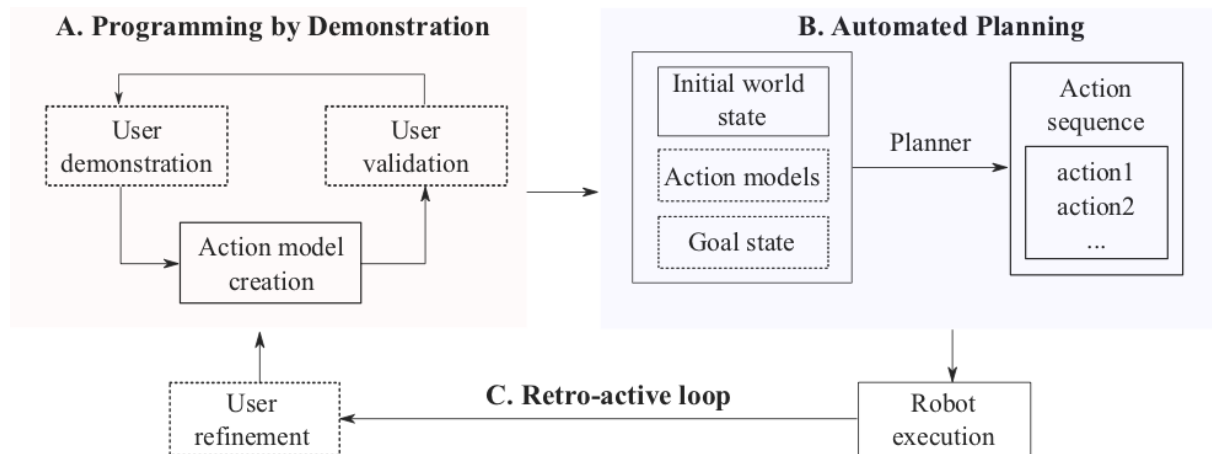 A. Programming by Demonstration
User
demonstration
User
validation
Action model
creation
B. Automated Planning
Initial world
state
Action models
Goal state
Planner
Action
sequence
action1
action2
...
C. Retro-active loop
User
refinement
Robot
execution